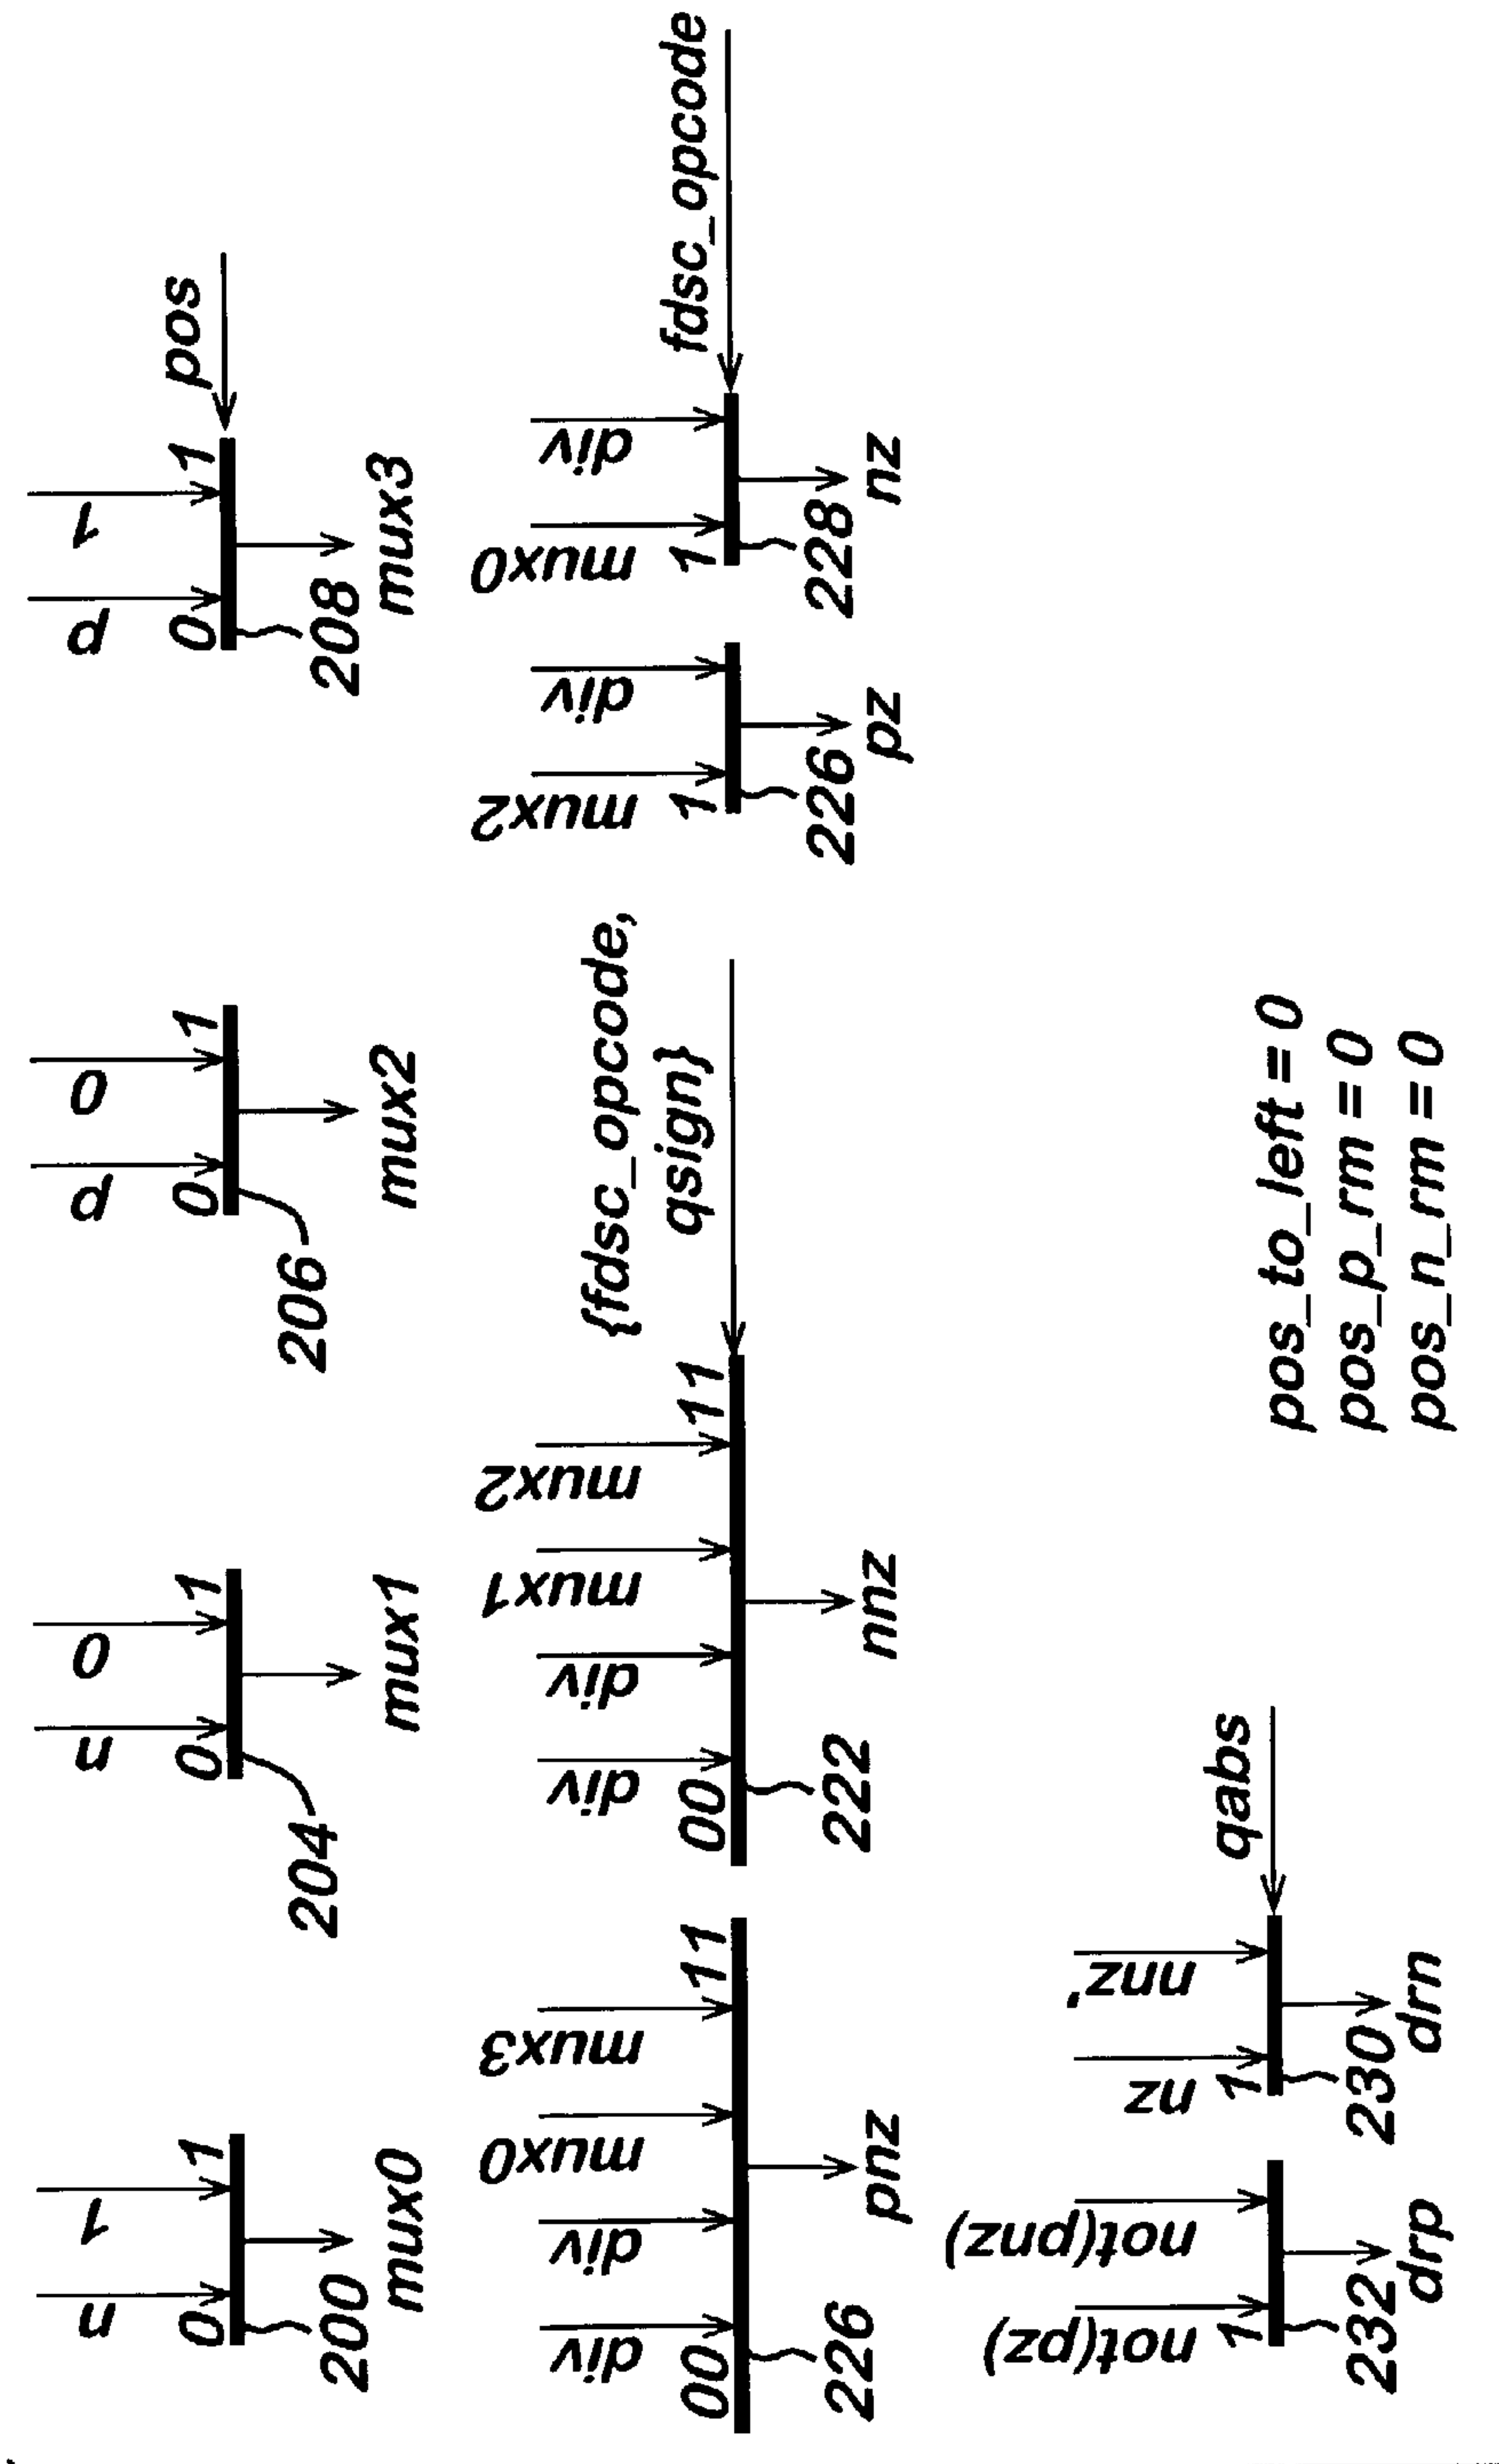 n 1
0 1
200
mux0
n 0
0 1
204
mux1
p 0
0 1
206
mux2
p 1
0 1
pos
208
mux3
div div mux0 mux3
00 11
226
pnz
div div mux1 mux2
00 11
{fdsc_opcode,
qsign}
222
nnz
mux2 div
1
226
pz
mux0 div
1
fdsc_opcode
228
nz
not(pz) not(pnz)
1
232
drp
nz nnz'
1
qabs
230
drn
pos_to_left = 0
pos_p_rm = 0
pos_n_rm = 0